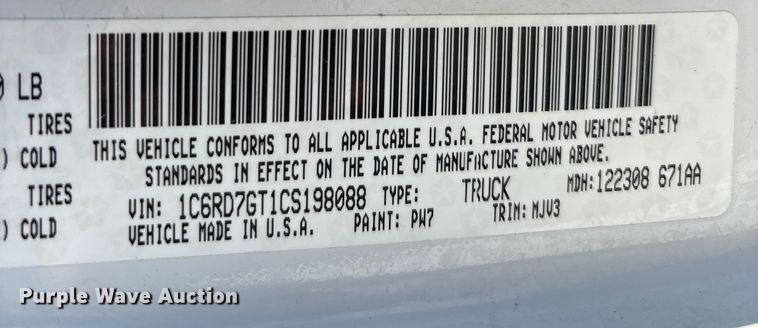 LB
TIRES
COLD
TIRES
COLD
THIS VEHICLE CONFORMS TO ALL APPLICABLE U.S.A. FEDERAL MOTOR VEHICLE SAFETY
STANDARDS IN EFFECT ON THE DATE OF MANUFACTURE SHOWN ABOVE.
VIN: 1C6RD7GT1CS198088 TYPE: TRUCK MDH:122308 671AA
VEHICLE MADE IN U.S.A. PAINT: PW7 TRIM: MJV3
Purple Wave Auction